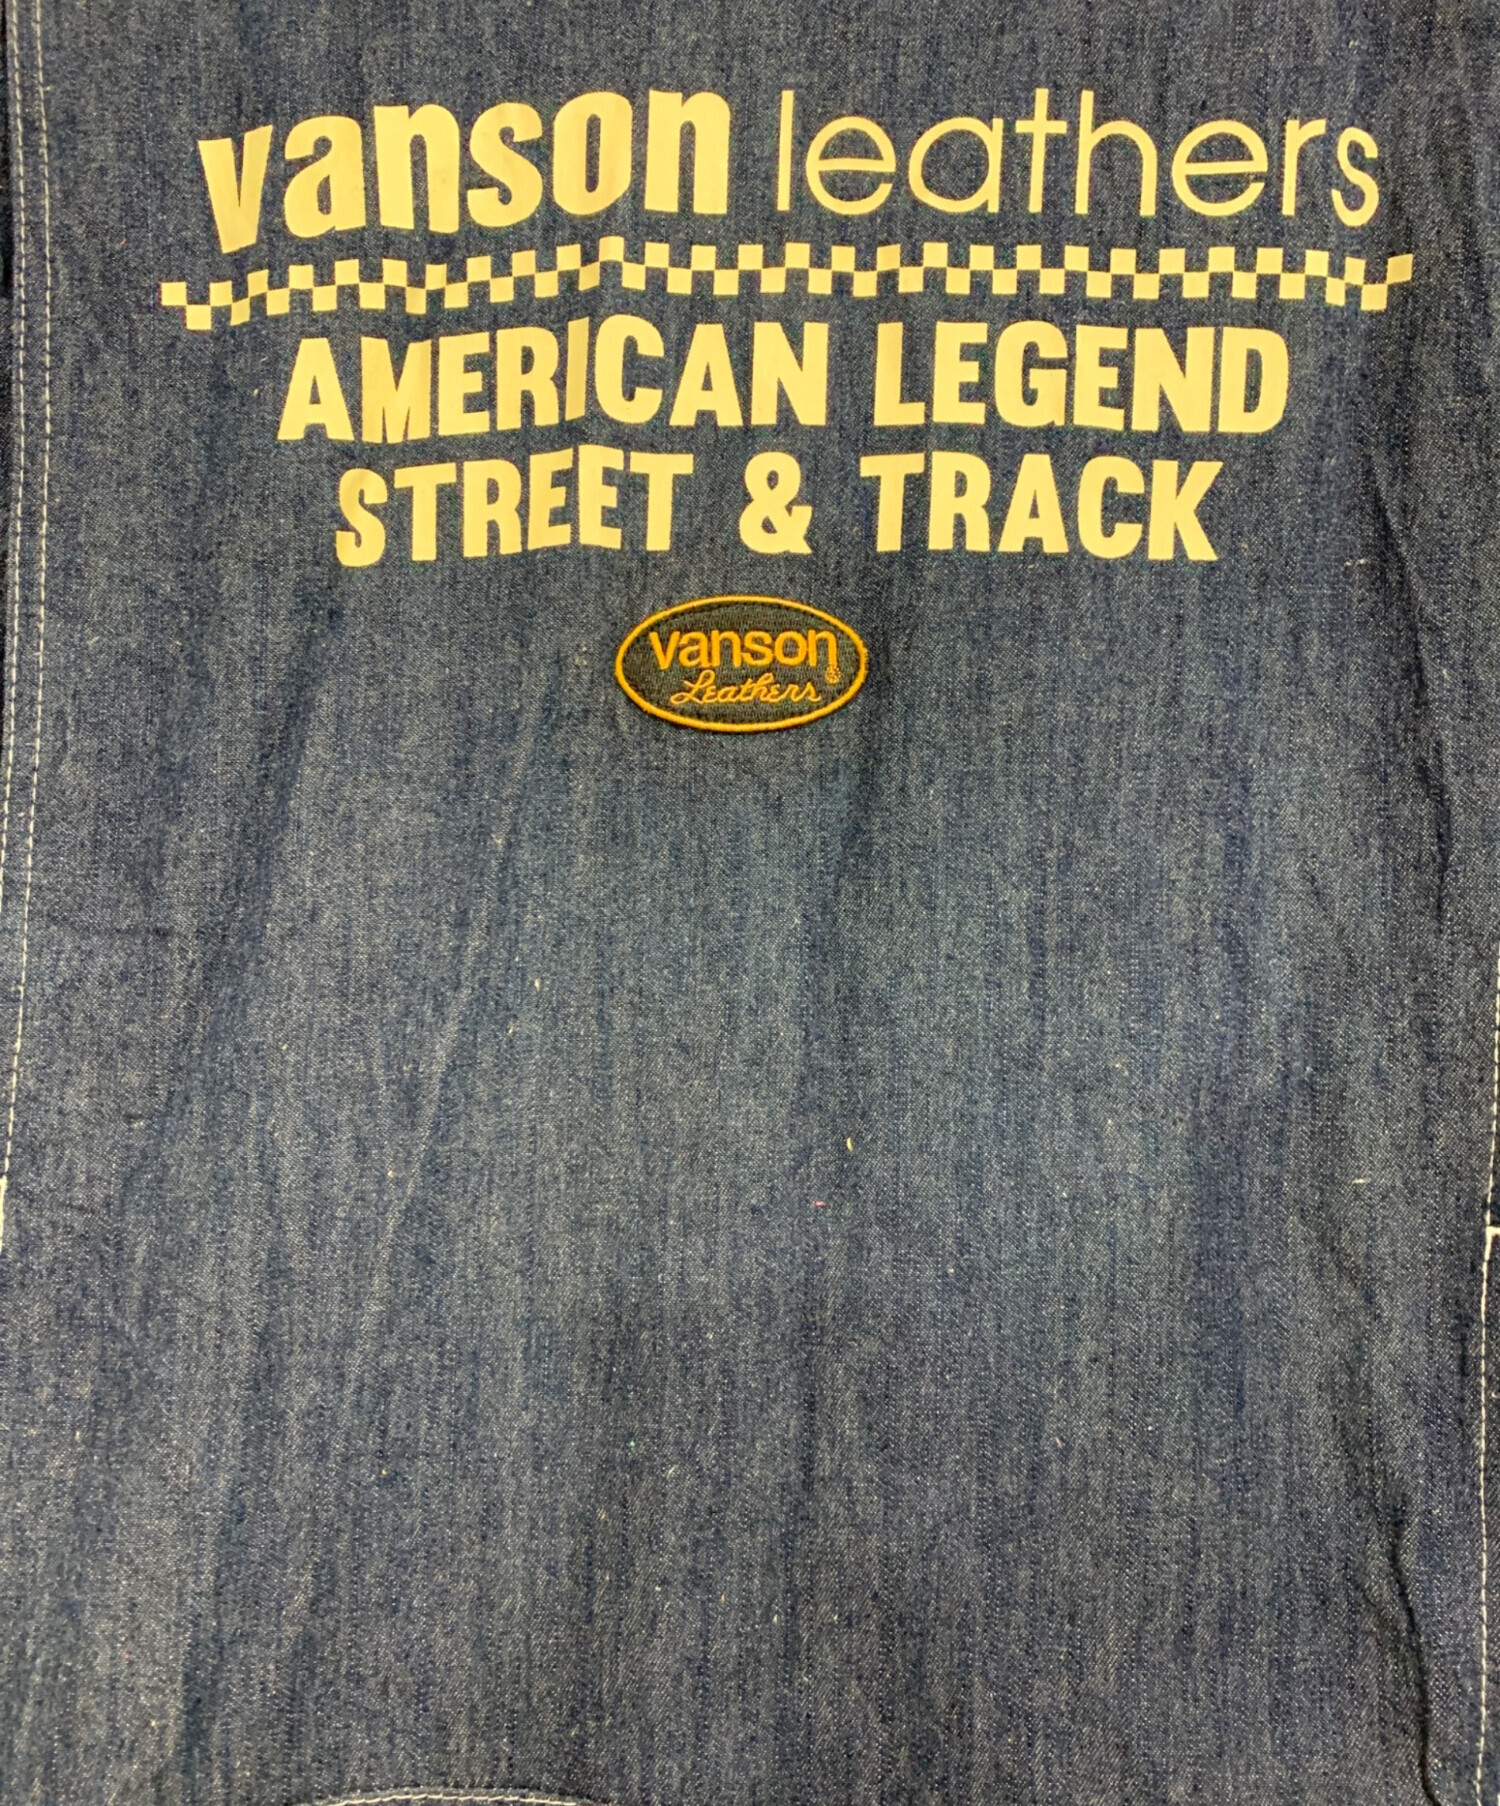 vanson leathers
AMERICAN LEGEND
STREET & TRACK
vanson
Leathers